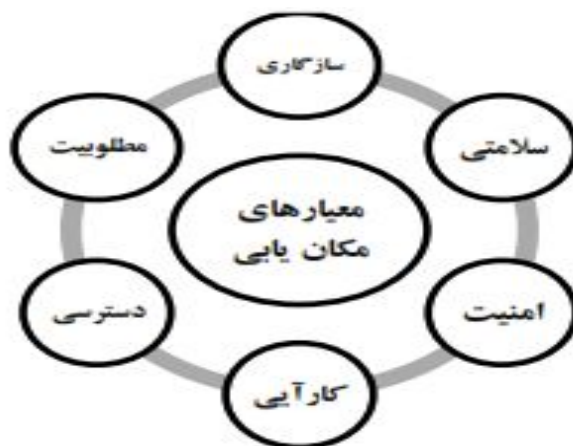 سازگاری
سلامتی
مطلوبیت
معیارهای
مکان یابی
امنیت
دسترسی
کارآیی